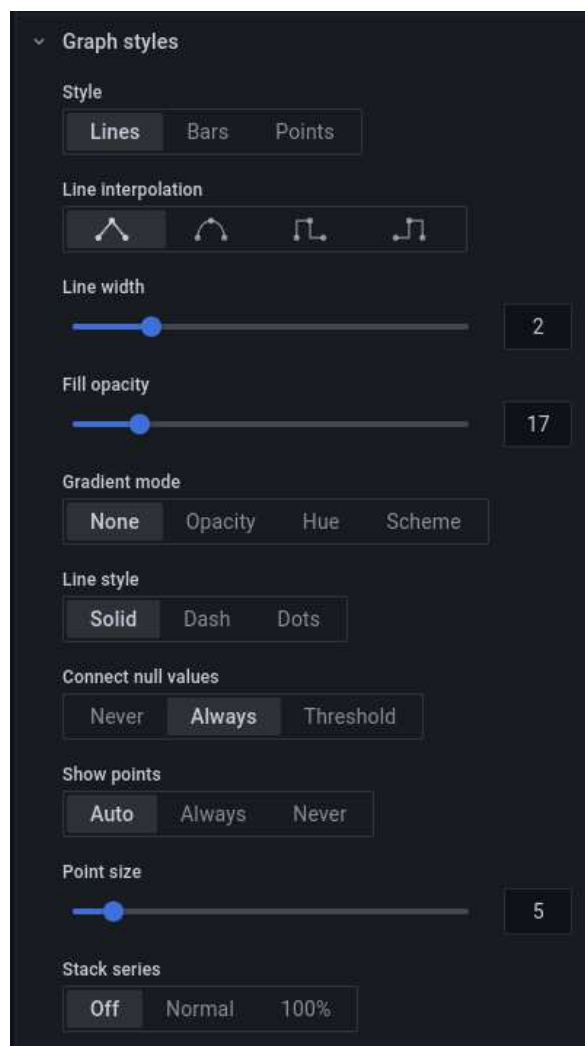 Graph styles
Style
Lines Bars Points
Line interpolation
Line width
2
Fill opacity
17
Gradient mode
None Opacity Hue Scheme
Line style
Solid Dash Dots
Connect null values
Never Always Threshold
Show points
Auto Always Never
Point size
5
Stack series
Off Normal 100%